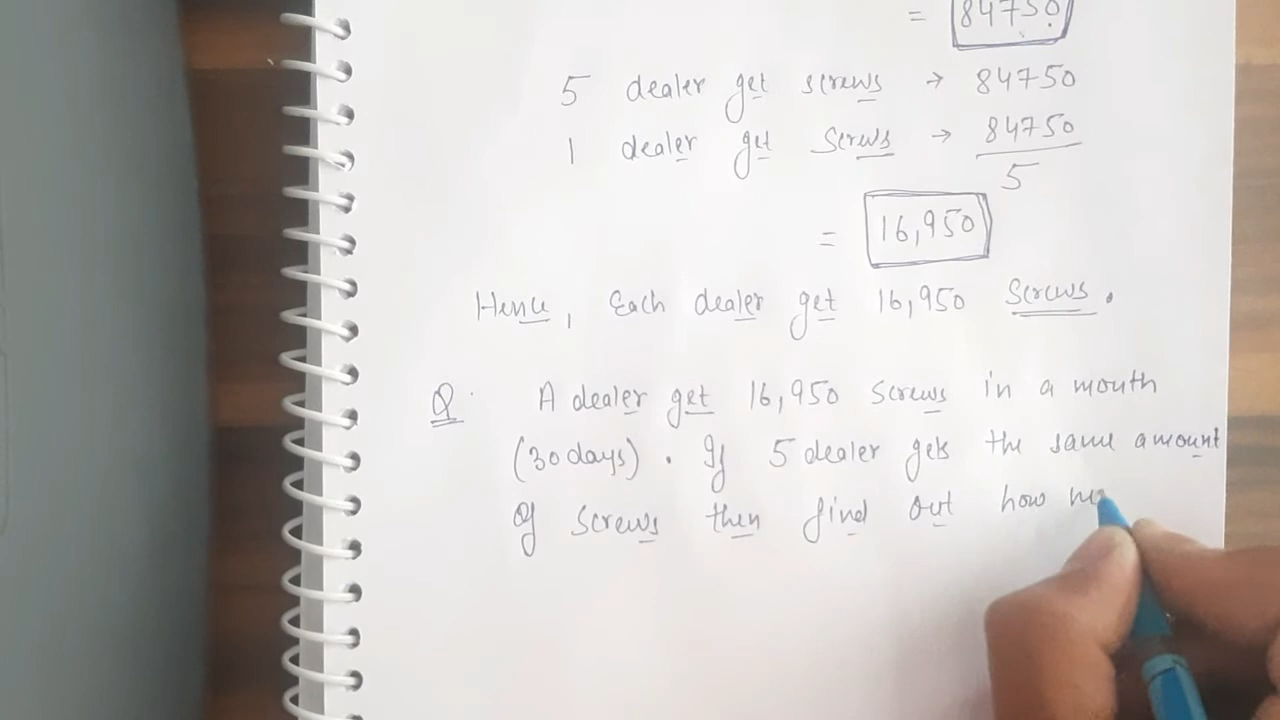 = 84750
5 dealer get screws → 84750
1 dealer get Scrws → 84750
5
= 16,950
Hence, Each dealer get 16,950 Screws.
Q. A dealer get 16,950 Screws in a mouth
(30 days). If 5 dealer gets the same amount
of screws then find out how